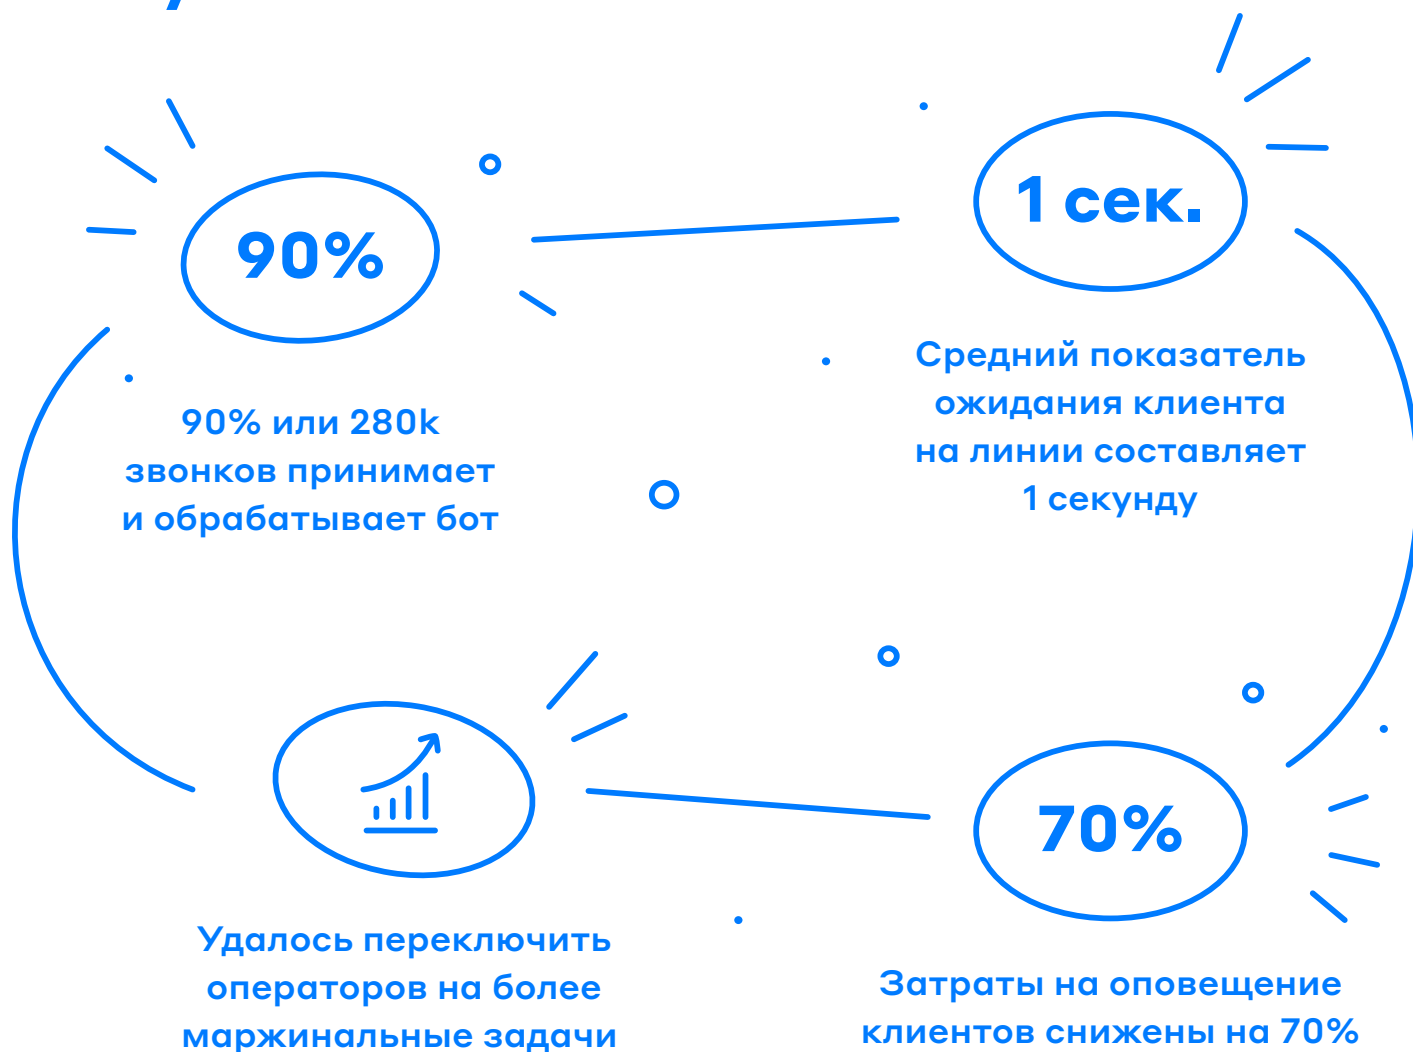 90%
90% или 280k
звонков принимает
и обрабатывает бот
1 сек.
Средний показатель
ожидания клиента
на линии составляет
1 секунду
Удалось переключить
операторов на более
маржинальные задачи
70%
Затраты на оповещение
клиентов снижены на 70%